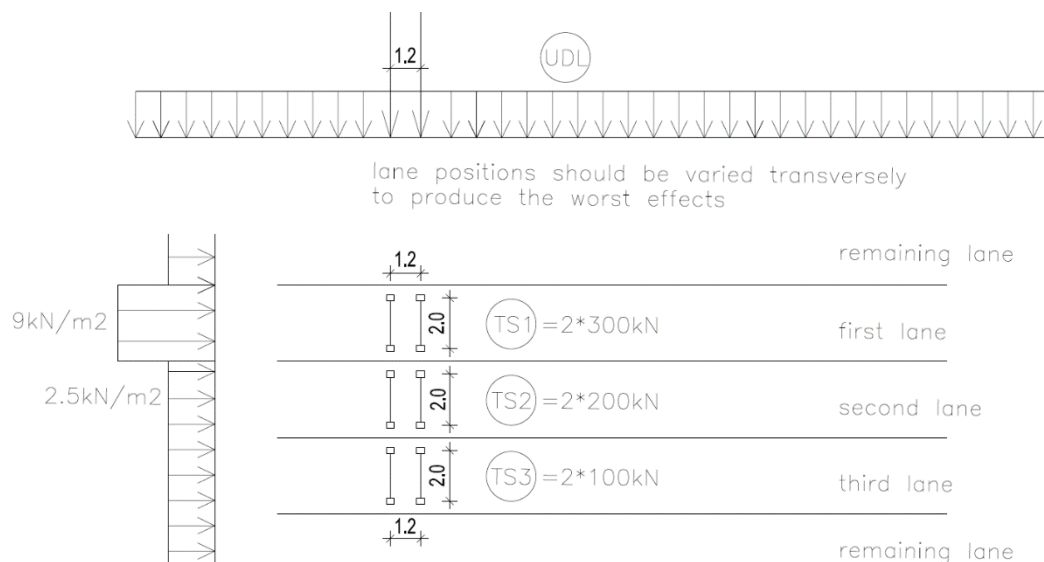 1.2
UDL
lane positions should be varied transversely
to produce the worst effects
remaining lane
1.2
9kN/m2
2.0
TS1 =2*300kN
first lane
2.5kN/m2
2.0
TS2 =2*200kN
second lane
2.0
TS3 =2*100kN
third lane
1.2
remaining lane